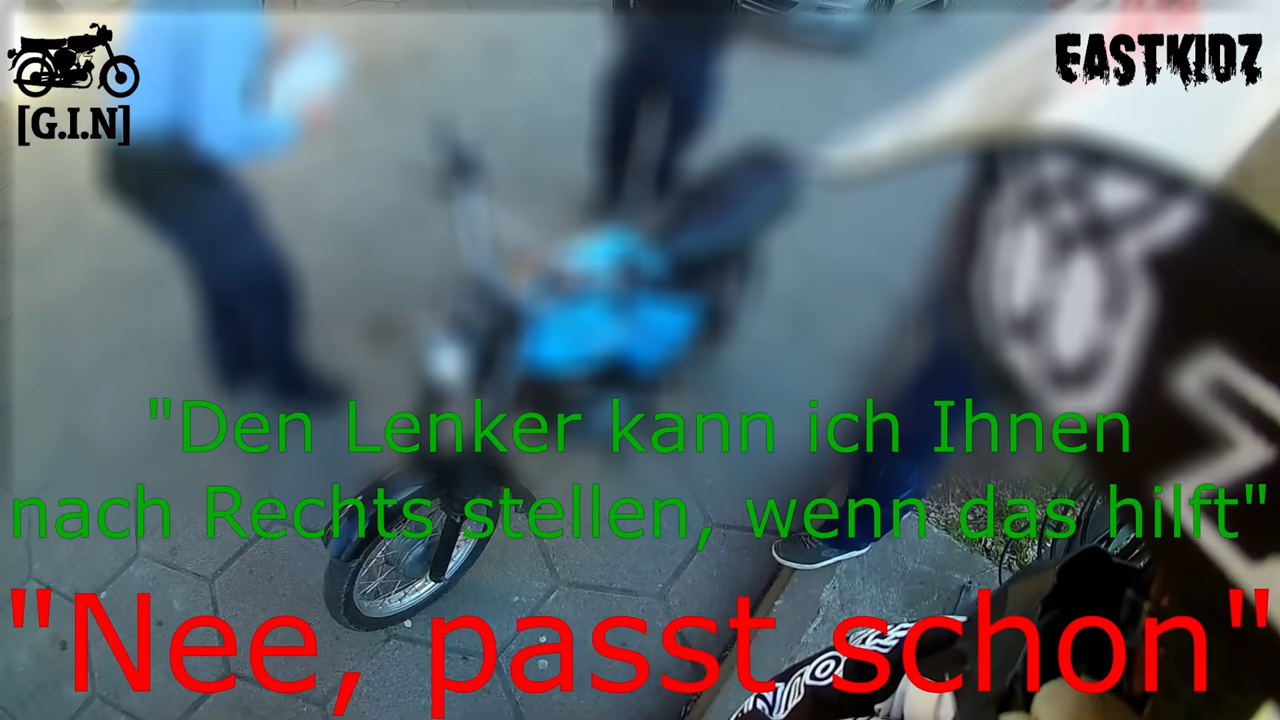 [G.I.N]
EASTKIDZ
"Den Lenker kann ich Ihnen
nach Rechts stellen, wenn das hilft"
"Nee, passt schon"